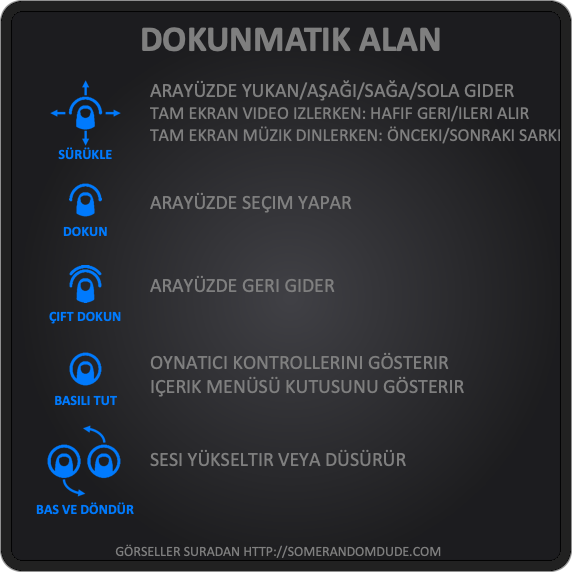 DOKUNMATIK ALAN
ARAYÜZDE YUKAN/AŞAĞI/SAĞA/SOLA GIDER
TAM EKRAN VIDEO IZLERKEN: HAFIF GERI/ILERI ALIR
TAM EKRAN MÜZIK DINLERKEN: ÖNCEKI/SONRAKI SARKI
SÜRÜKLE
ARAYÜZDE SEÇIM YAPAR
DOKUN
ARAYÜZDE GERI GIDER
ÇIFT DOKUN
OYNATICI KONTROLLERINI GÖSTERIR
IÇERIK MENÜSÜ KUTUSUNU GÖSTERIR
BASILI TUT
SESI YÜKSELTIR VEYA DÜSÜRÜR
BAS VE DÖNDÜR
GÖRSELLER SURADAN HTTP://SOMERANDOMDUDE.COM